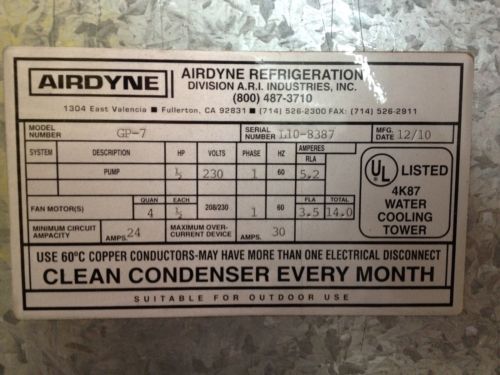 AIRDYNE
AIRDYNE REFRIGERATION
DIVISION A.R.I. INDUSTRIES, INC.
(800) 487-3710
1304 East Valencia ■ Fullerton, CA 92831 ■ (714) 526-2300 FAX: (714) 526-2911
MODEL NUMBER GP-7 SERIAL NUMBER L10-8387 MFG. DATE 12/10
SYSTEM DESCRIPTION HP VOLTS PHASE HZ AMPERES RLA
PUMP ½ 230 1 60 5.2
QUAN EACH FLA TOTAL
FAN MOTOR(S) 4 ½ 208/230 1 60 3.5 14.0
MINIMUM CIRCUIT AMPACITY AMPS. 24 MAXIMUM OVER-CURRENT DEVICE AMPS. 30
UL LISTED
4K87
WATER
COOLING
TOWER
USE 60ºC COPPER CONDUCTORS-MAY HAVE MORE THAN ONE ELECTRICAL DISCONNECT
CLEAN CONDENSER EVERY MONTH
SUITABLE FOR OUTDOOR USE